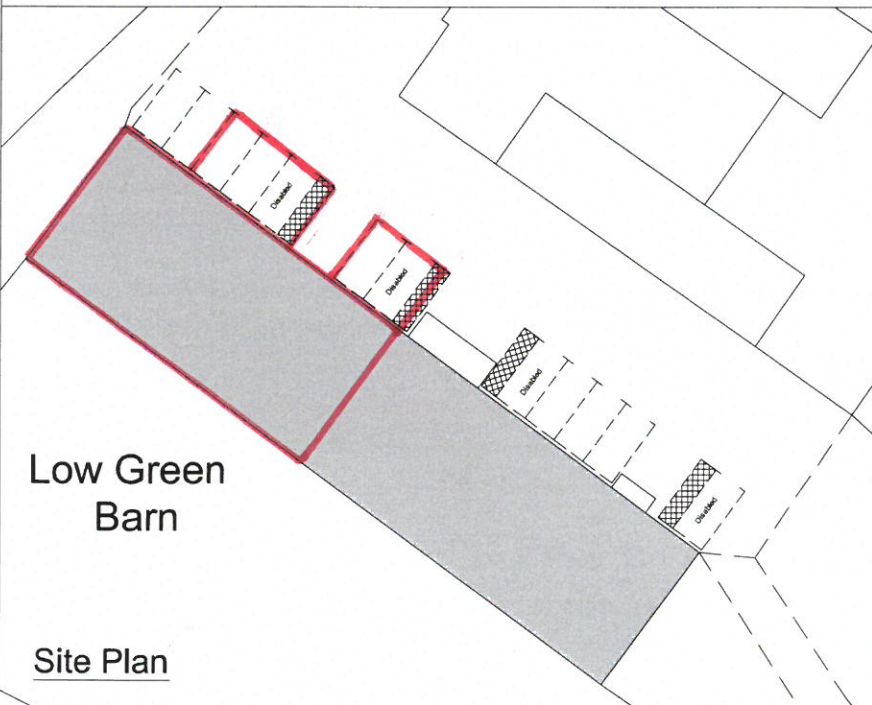 Disabled
Disabled
Disabled
Disabled
Low Green
Barn
Site Plan